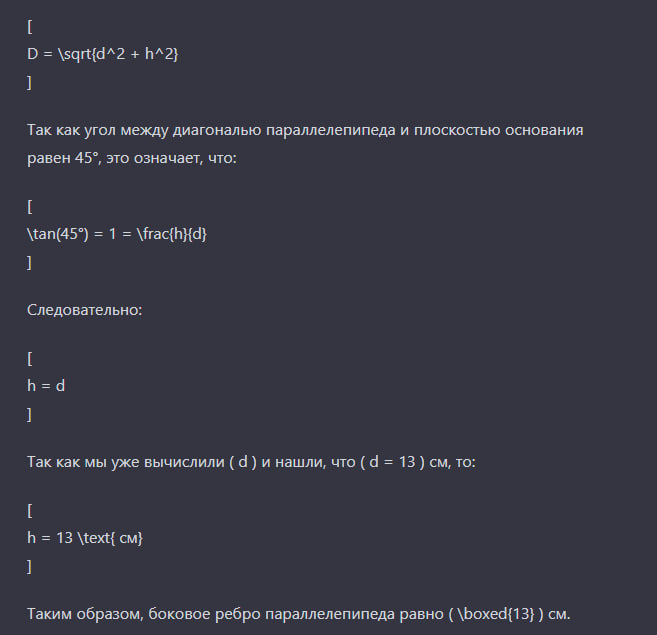 [
D = \sqrt{d^2 + h^2}
]
Так как угол между диагональю параллелепипеда и плоскостью основания
равен 45°, это означает, что:
[
\tan(45°) = 1 = \frac{h}{d}
]
Следовательно:
[
h = d
]
Так как мы уже вычислили ( d ) и нашли, что ( d = 13 ) см, то:
[
h = 13 \text{ см}
]
Таким образом, боковое ребро параллелепипеда равно ( \boxed{13} ) см.